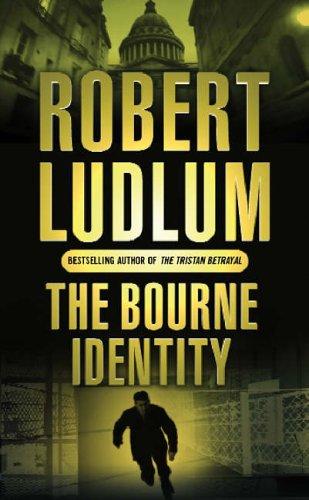 ROBERT
LUDLUM
BESTSELLING AUTHOR OF THE TRISTAN BETRAYAL
THE BOURNE
IDENTITY